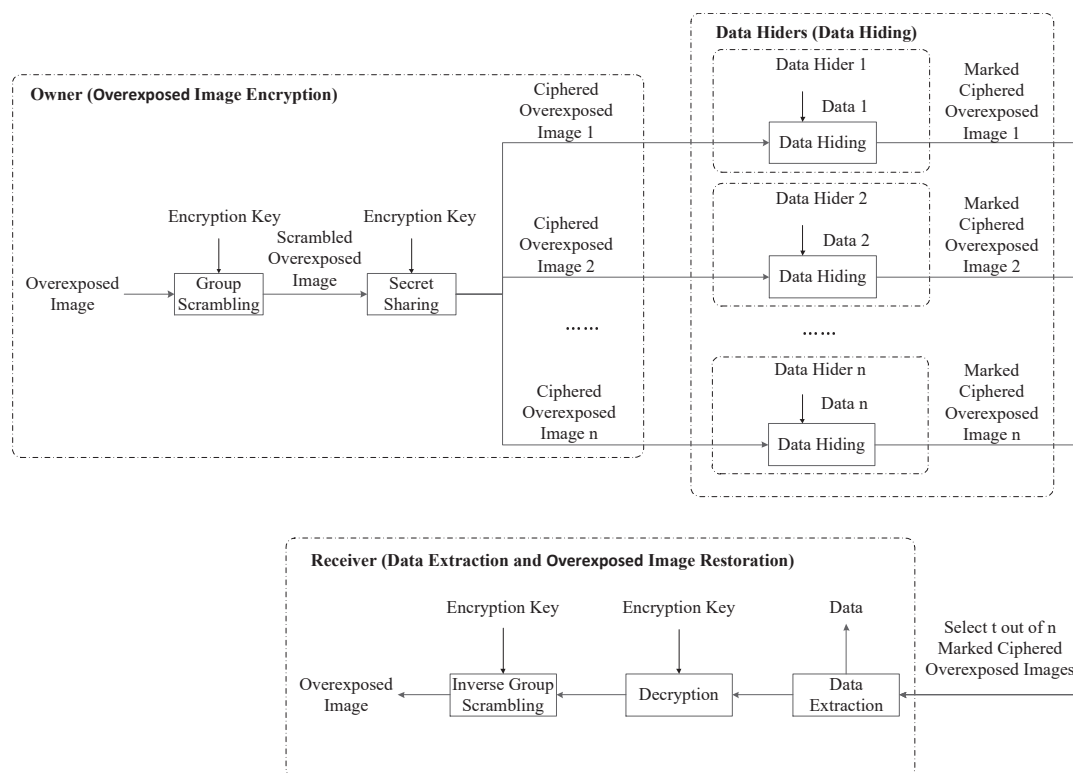 Data Hiders (Data Hiding)
Owner (Overexposed Image Encryption)
Ciphered
Overexposed
Image 1
Data Hider 1
Data 1
Data Hiding
Marked
Ciphered
Overexposed
Image 1
Encryption Key
Encryption Key
Overexposed
Image
Group
Scrambling
Scrambled
Overexposed
Image
Secret
Sharing
Ciphered
Overexposed
Image 2
Data Hider 2
Data 2
Data Hiding
Marked
Ciphered
Overexposed
Image 2
......
......
Ciphered
Overexposed
Image n
Data Hider n
Data n
Data Hiding
Marked
Ciphered
Overexposed
Image n
Receiver (Data Extraction and Overexposed Image Restoration)
Encryption Key
Encryption Key
Data
Select t out of n
Marked Ciphered
Overexposed Images
Overexposed
Image
Inverse Group
Scrambling
Decryption
Data
Extraction